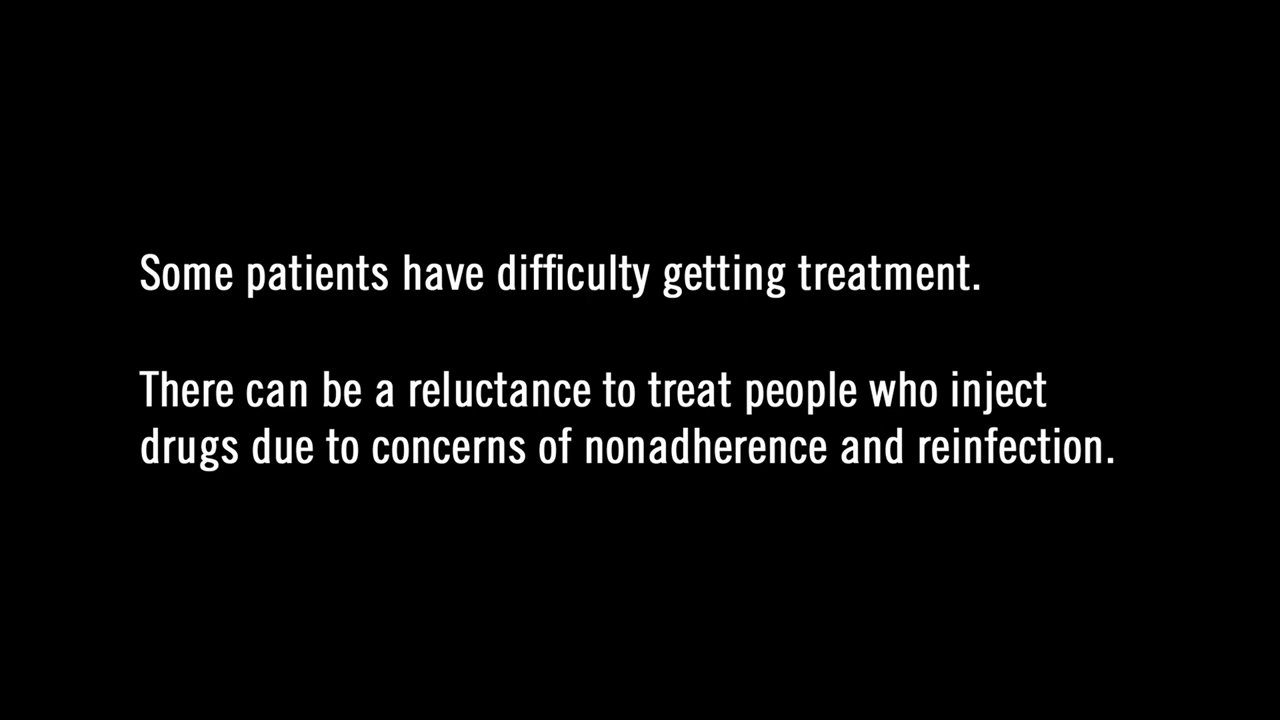 Some patients have difficulty getting treatment.
There can be a reluctance to treat people who inject
drugs due to concerns of nonadherence and reinfection.